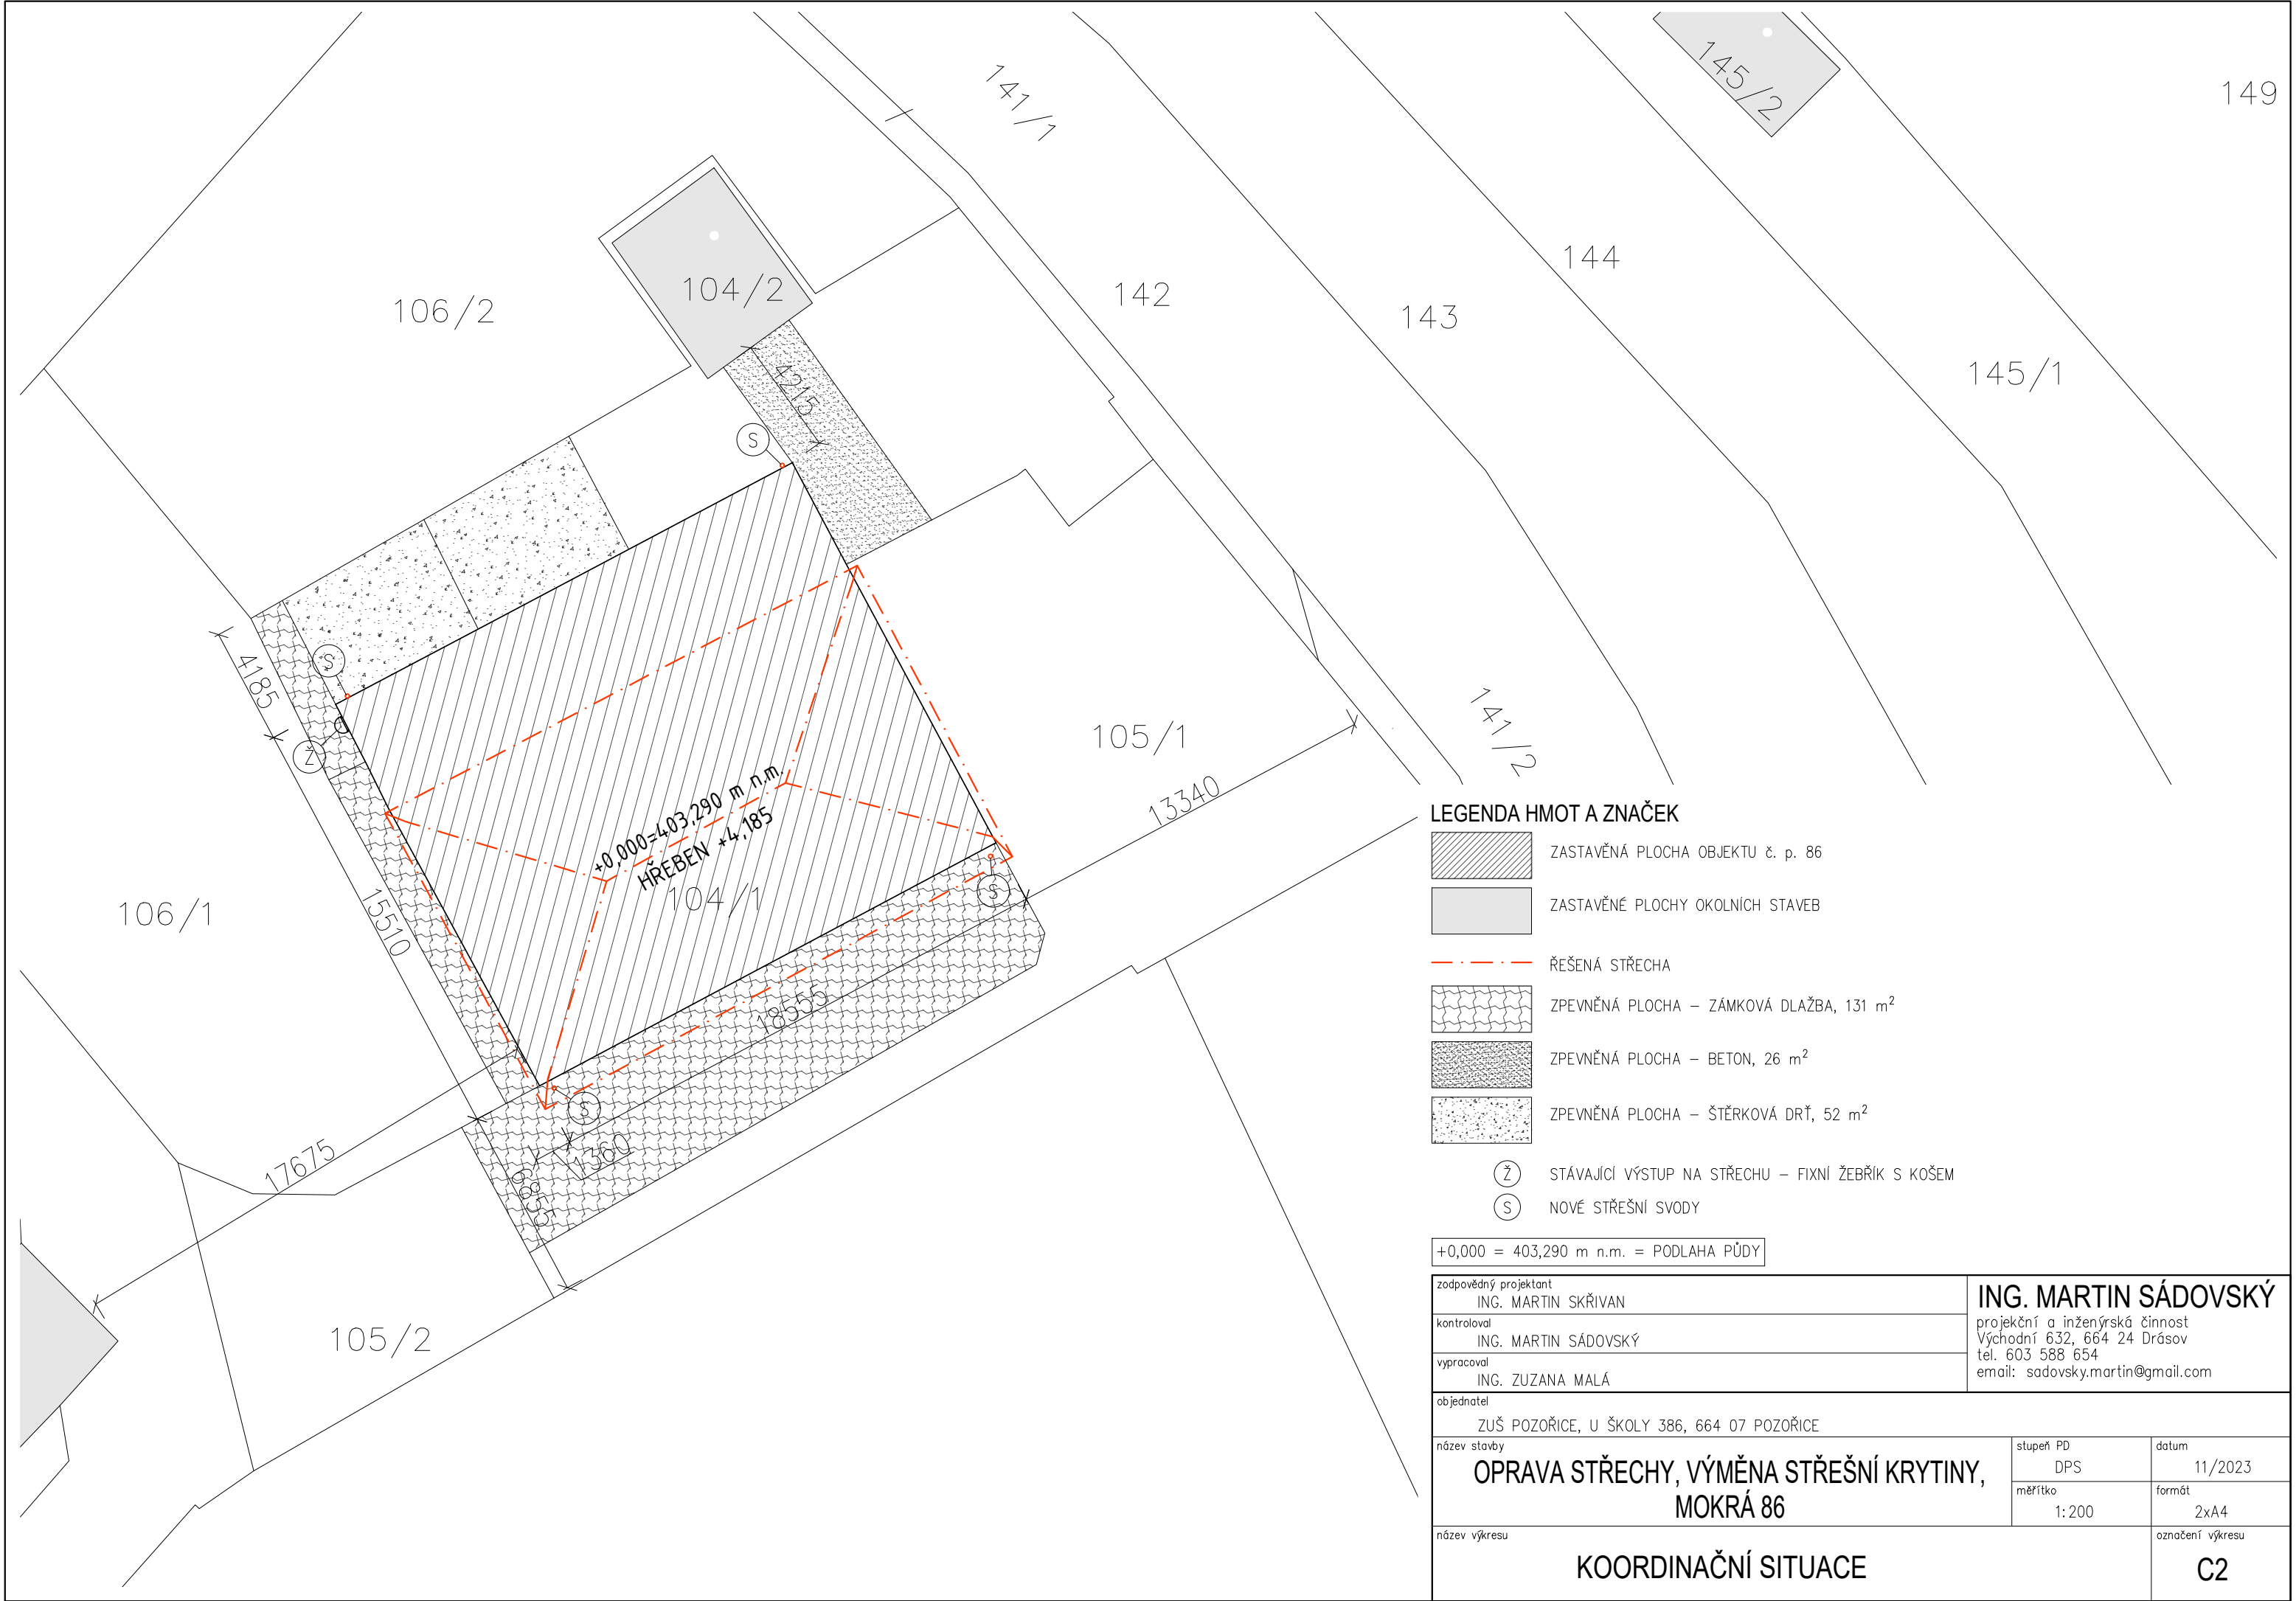 141/1
145/2
149
106/2
104/2
142
143
144
145/1
4215
S
S
4185
Ž
105/1
141/2
13340
+0,000=403,290 m n.m.
HŘEBEN +4,185
104/1
S
106/1
15510
18555
S
1360
6855
17675
105/2
LEGENDA HMOT A ZNAČEK
ZASTAVĚNÁ PLOCHA OBJEKTU č. p. 86
ZASTAVĚNÉ PLOCHY OKOLNÍCH STAVEB
ŘEŠENÁ STŘECHA
ZPEVNĚNÁ PLOCHA – ZÁMKOVÁ DLAŽBA, 131 m²
ZPEVNĚNÁ PLOCHA – BETON, 26 m²
ZPEVNĚNÁ PLOCHA – ŠTĚRKOVÁ DRŤ, 52 m²
Ž STÁVAJÍCÍ VÝSTUP NA STŘECHU – FIXNÍ ŽEBŘÍK S KOŠEM
S NOVÉ STŘEŠNÍ SVODY
+0,000 = 403,290 m n.m. = PODLAHA PŮDY
zodpovědný projektant
ING. MARTIN SKŘIVAN
kontroloval
ING. MARTIN SÁDOVSKÝ
vypracoval
ING. ZUZANA MALÁ
ING. MARTIN SÁDOVSKÝ
projekční a inženýrská činnost
Východní 632, 664 24 Drásov
tel. 603 588 654
email: sadovsky.martin@gmail.com
objednatel
ZUŠ POZOŘICE, U ŠKOLY 386, 664 07 POZOŘICE
název stavby
OPRAVA STŘECHY, VÝMĚNA STŘEŠNÍ KRYTINY,
MOKRÁ 86
stupeň PD
DPS
datum
11/2023
měřítko
1:200
formát
2xA4
název výkresu
KOORDINAČNÍ SITUACE
označení výkresu
C2